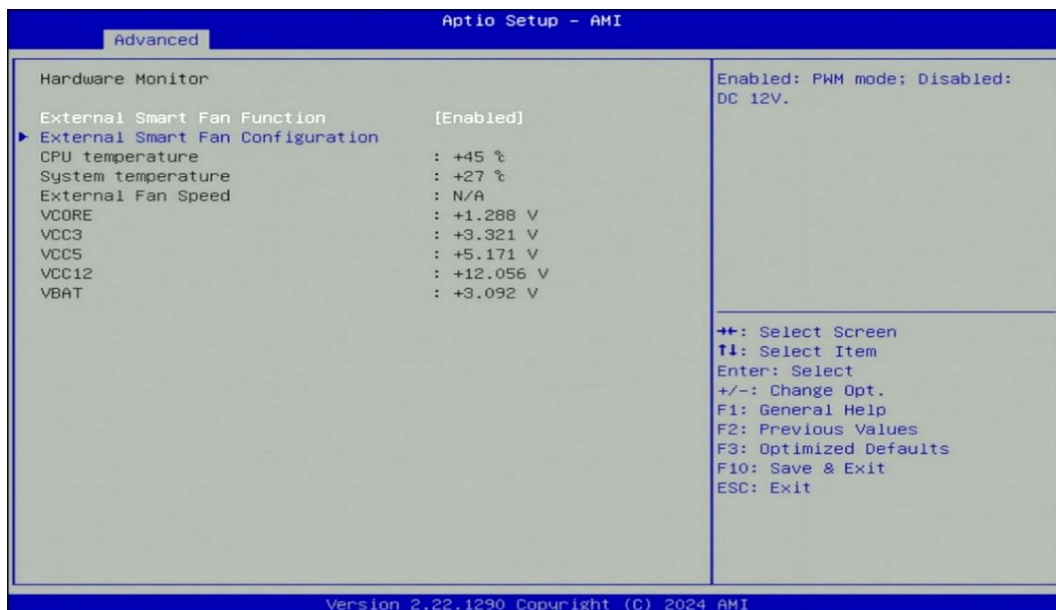 Aptio Setup – AMI
Advanced
Hardware Monitor
External Smart Fan Function [Enabled]
► External Smart Fan Configuration
CPU temperature : +45 ℃
System temperature : +27 ℃
External Fan Speed : N/A
VCORE : +1.288 V
VCC3 : +3.321 V
VCC5 : +5.171 V
VCC12 : +12.056 V
VBAT : +3.092 V
Enabled: PWM mode; Disabled:
DC 12V.
→←: Select Screen
↑↓: Select Item
Enter: Select
+/-: Change Opt.
F1: General Help
F2: Previous Values
F3: Optimized Defaults
F10: Save & Exit
ESC: Exit
Version 2.22.1290 Copyright (C) 2024 AMI